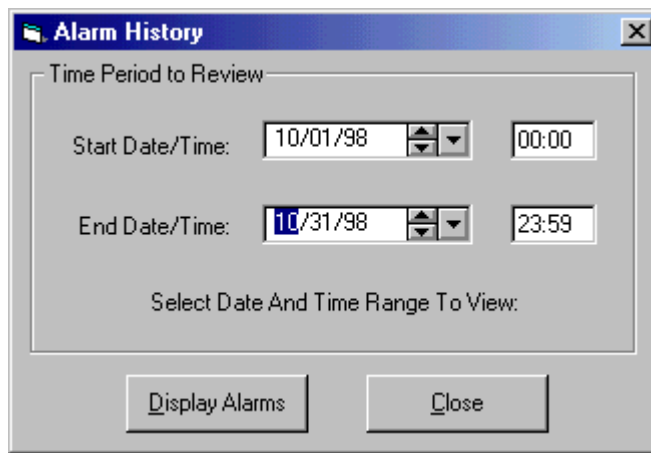 Alarm History
Time Period to Review
Start Date/Time: 10/01/98 00:00
End Date/Time: 10/31/98 23:59
Select Date And Time Range To View:
Display Alarms Close